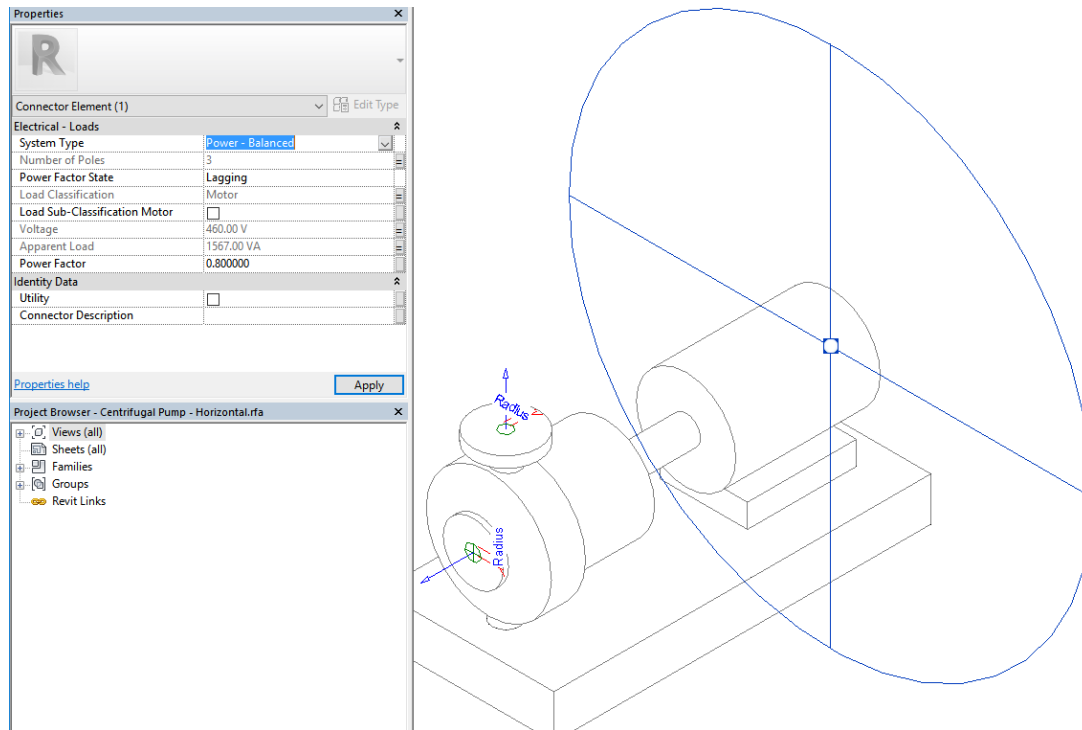 Properties
R
Connector Element (1)
Edit Type
Electrical - Loads
System Type Power - Balanced
Number of Poles 3
Power Factor State Lagging
Load Classification Motor
Load Sub-Classification Motor
Voltage 460.00 V
Apparent Load 1567.00 VA
Power Factor 0.800000
Identity Data
Utility
Connector Description
Properties help Apply
Project Browser - Centrifugal Pump - Horizontal.rfa
Views (all)
Sheets (all)
Families
Groups
Revit Links
Radius
Radius